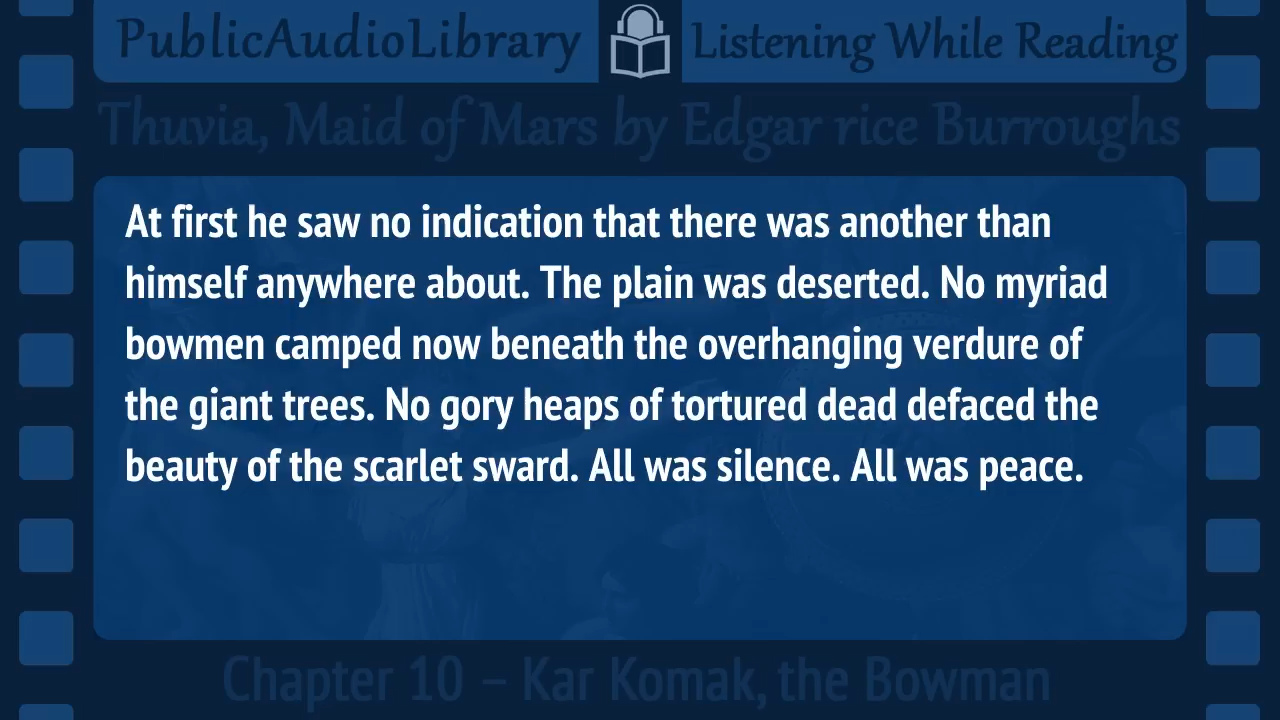 PublicAudioLibrary Listening While Reading
Thuvia, Maid of Mars by Edgar rice Burroughs
At first he saw no indication that there was another than
himself anywhere about. The plain was deserted. No myriad
bowmen camped now beneath the overhanging verdure of
the giant trees. No gory heaps of tortured dead defaced the
beauty of the scarlet sward. All was silence. All was peace.
Chapter 10 – Kar Komak, the Bowman